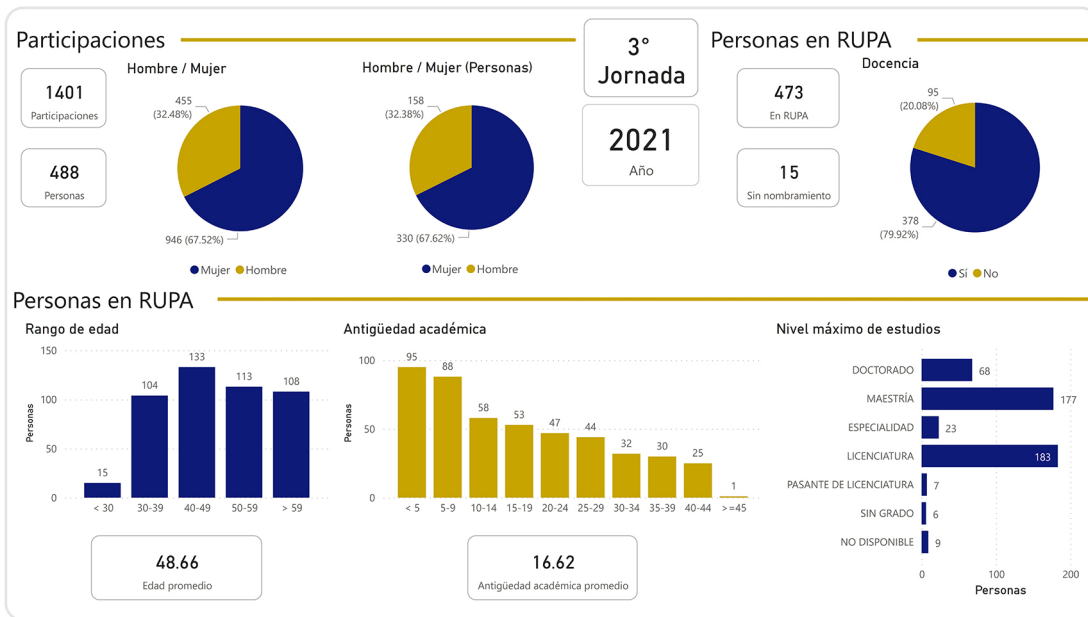 Participaciones
1401
Participaciones
488
Personas
Hombre / Mujer
455
(32.48%)
946 (67.52%)
Mujer Hombre
Hombre / Mujer (Personas)
158
(32.38%)
330 (67.62%)
Mujer Hombre
3°
Jornada
2021
Año
Personas en RUPA
473
En RUPA
15
Sin nombramiento
Docencia
95
(20.08%)
378
(79.92%)
Sí No
Personas en RUPA
Rango de edad
Personas
150
100
50
0
15
104
133
113
108
< 30 30-39 40-49 50-59 > 59
48.66
Edad promedio
Antigüedad académica
Personas
100
50
0
95
88
58
53
47
44
32
30
25
1
< 5 5-9 10-14 15-19 20-24 25-29 30-34 35-39 40-44 >=45
16.62
Antigüedad académica promedio
Nivel máximo de estudios
DOCTORADO 68
MAESTRÍA 177
ESPECIALIDAD 23
LICENCIATURA 183
PASANTE DE LICENCIATURA 7
SIN GRADO 6
NO DISPONIBLE 9
0 100 200
Personas